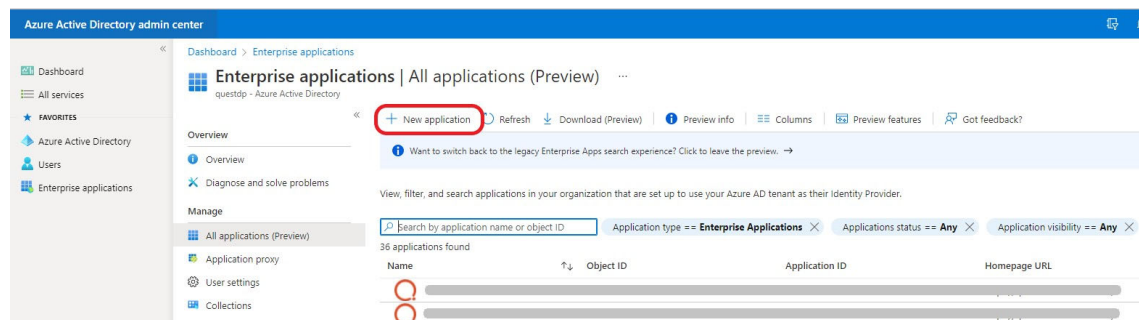 Azure Active Directory admin center
«
Dashboard > Enterprise applications
Dashboard
All services
FAVORITES
Azure Active Directory
Users
Enterprise applications
Enterprise applications | All applications (Preview) ...
questdp - Azure Active Directory
«
Overview
Overview
Diagnose and solve problems
Manage
All applications (Preview)
Application proxy
User settings
Collections
+ New application Refresh Download (Preview) Preview info Columns Preview features Got feedback?
Want to switch back to the legacy Enterprise Apps search experience? Click to leave the preview. →
View, filter, and search applications in your organization that are set up to use your Azure AD tenant as their Identity Provider.
Search by application name or object ID Application type == Enterprise Applications Applications status == Any Application visibility == Any
36 applications found
Name ↑↓ Object ID Application ID Homepage URL